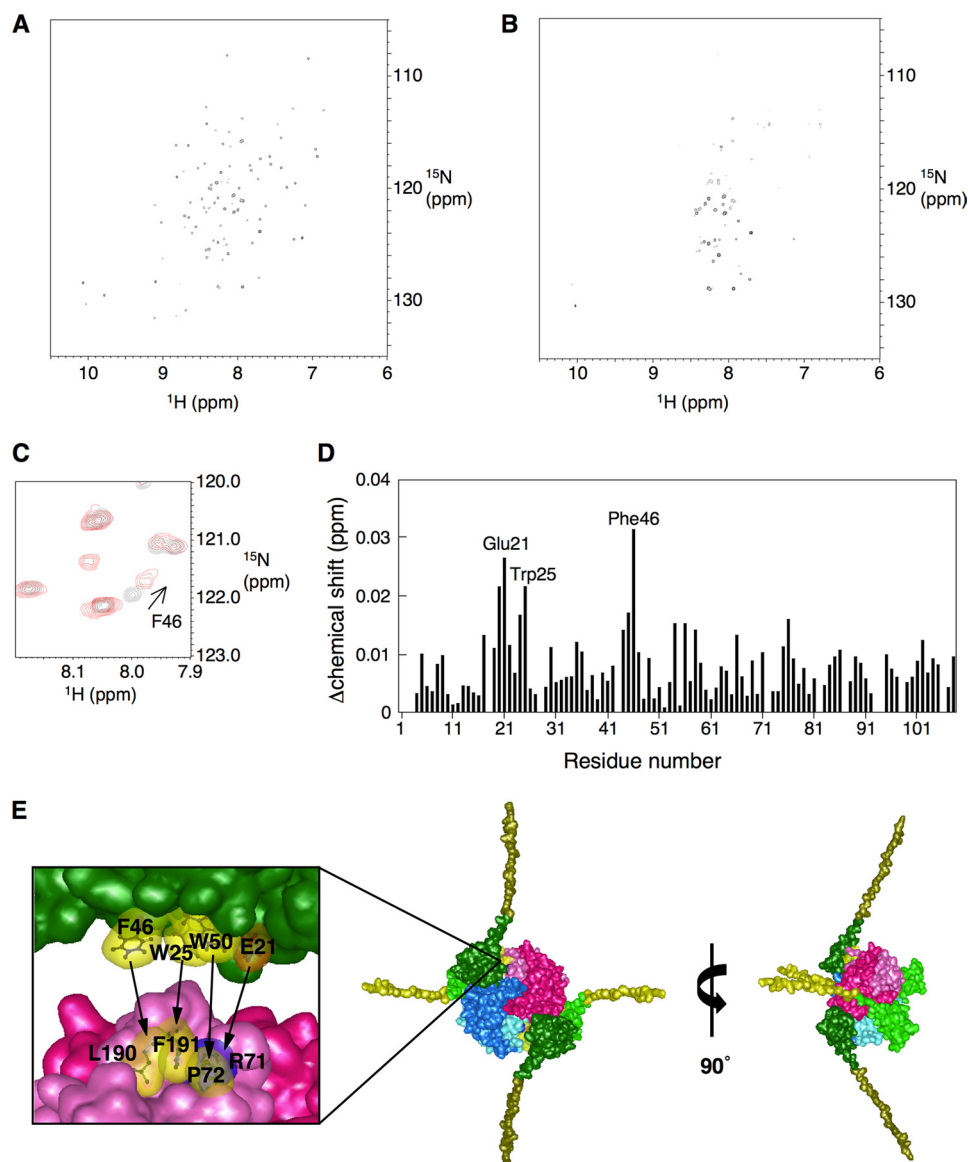 A
B
110
120
130
¹⁵N
(ppm)
10
9
8
7
6
¹H (ppm)
110
120
130
¹⁵N
(ppm)
10
9
8
7
6
¹H (ppm)
C
120.0
121.0
122.0
123.0
¹⁵N
(ppm)
F46
8.1
8.0
7.9
¹H (ppm)
D
0.04
0.03
0.02
0.01
0
Δchemical shift (ppm)
Glu21
Trp25
Phe46
1
11
21
31
41
51
61
71
81
91
101
Residue number
E
F46
W25
W50
E21
L190
F191
P72
R71
90°